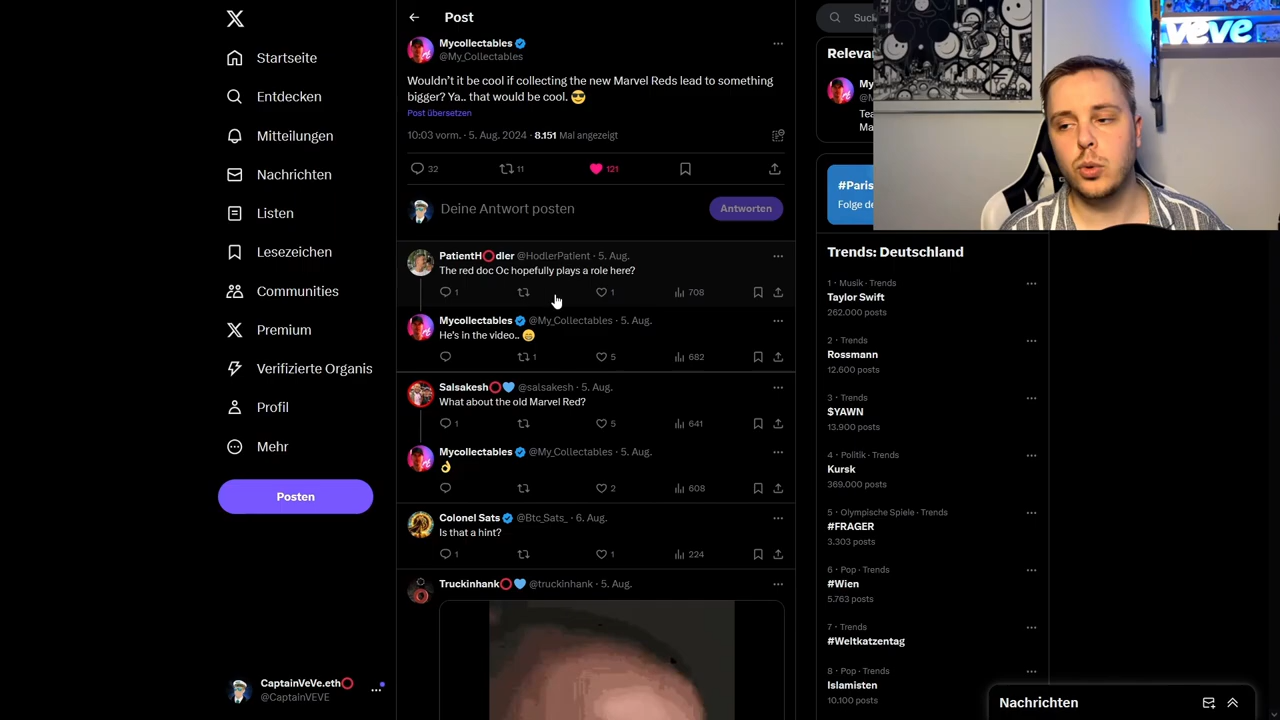 Startseite
Entdecken
Mitteilungen
Nachrichten
Listen
Lesezeichen
Communities
Premium
Verifizierte Organis
Profil
Mehr
Posten
CaptainVeVe.eth⭕
@CaptainVEVE
Post
Mycollectables
@My_Collectables
Wouldn't it be cool if collecting the new Marvel Reds lead to something
bigger? Ya.. that would be cool. 😎
Post übersetzen
10:03 vorm. · 5. Aug. 2024 · 8.151 Mal angezeigt
32 11 121
Deine Antwort posten
Antworten
PatientH⭕dler @HodlerPatient · 5. Aug.
The red doc Oc hopefully plays a role here?
1 1 708
Mycollectables @My_Collectables · 5. Aug.
He's in the video.. 😁
1 5 682
Salsakesh⭕🩵 @salsakesh · 5. Aug.
What about the old Marvel Red?
1 5 641
Mycollectables @My_Collectables · 5. Aug.
👌
2 608
Colonel Sats @Btc_Sats_ · 6. Aug.
Is that a hint?
1 1 224
Truckinhank⭕🩵 @truckinhank · 5. Aug.
Suc
Releva
My
@M
Tea
Ma
#Paris
Folge de
veve
Trends: Deutschland
1 · Musik · Trends
Taylor Swift
262.000 posts
2 · Trends
Rossmann
12.600 posts
3 · Trends
$YAWN
13.900 posts
4 · Politik · Trends
Kursk
369.000 posts
5 · Olympische Spiele · Trends
#FRAGER
3.303 posts
6 · Pop · Trends
#Wien
5.763 posts
7 · Trends
#Weltkatzentag
8 · Pop · Trends
Islamisten
10.100 posts
Nachrichten